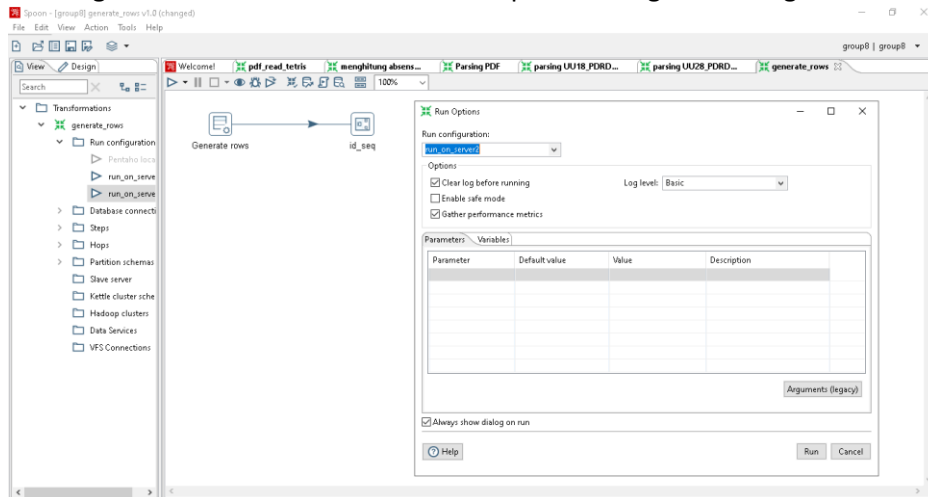 Spoon - [group8] generate_rows v1.0 (changed)
File Edit View Action Tools Help
group8 | group8
View Design
Welcome! pdf_read_tetris menghitung absens... Parsing PDF parsing UU18_PDRD... parsing UU28_PDRD... generate_rows
Search
100%
Transformations
generate_rows
Run configuration
Pentaho loca
run_on_serve
run_on_serve
Database connecti
Steps
Hops
Partition schemas
Slave server
Kettle cluster sche
Hadoop clusters
Data Services
VFS Connections
Generate rows id_seq
Run Options
Run configuration:
run_on_server2
Options
Clear log before running Log level: Basic
Enable safe mode
Gather performance metrics
Parameters Variables
Parameter Default value Value Description
Arguments (legacy)
Always show dialog on run
Help Run Cancel